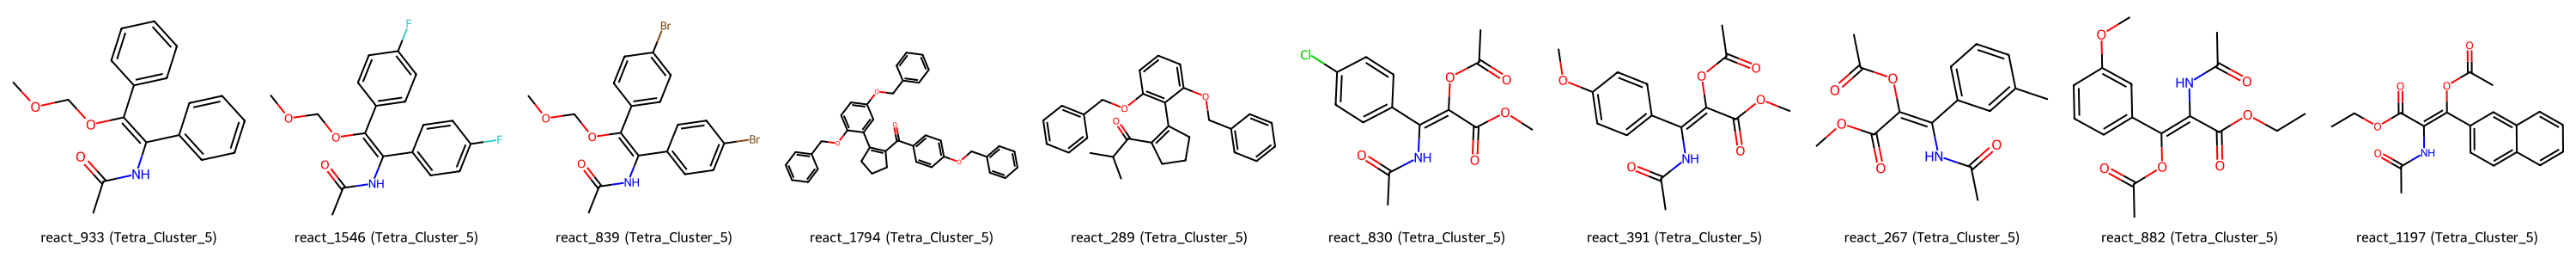 react_933 (Tetra_Cluster_5)
react_1546 (Tetra_Cluster_5)
react_839 (Tetra_Cluster_5)
react_1794 (Tetra_Cluster_5)
react_289 (Tetra_Cluster_5)
react_830 (Tetra_Cluster_5)
react_391 (Tetra_Cluster_5)
react_267 (Tetra_Cluster_5)
react_882 (Tetra_Cluster_5)
react_1197 (Tetra_Cluster_5)